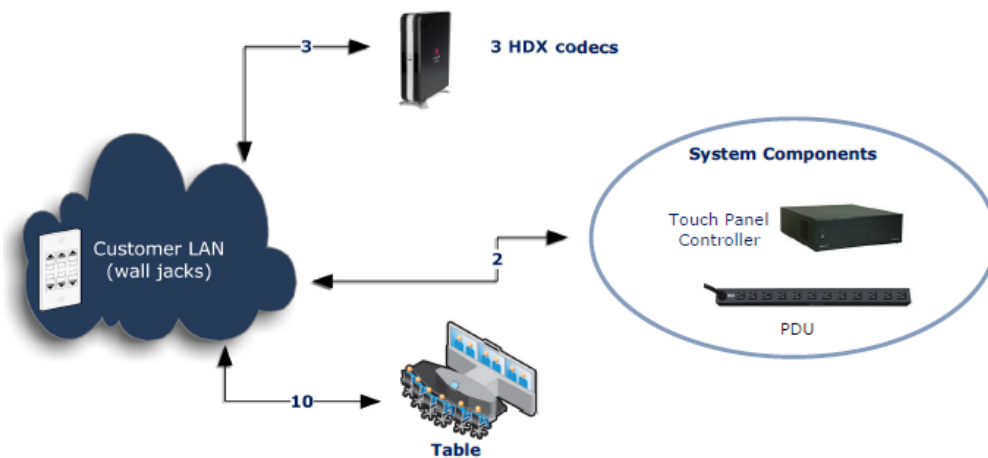 3
3 HDX codecs
System Components
Touch Panel
Controller
PDU
Customer LAN
(wall jacks)
2
10
Table